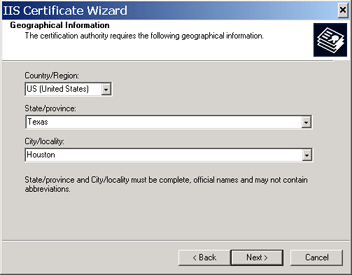 IIS Certificate Wizard
Geographical Information
The certification authority requires the following geographical information.
Country/Region:
US (United States)
State/province:
Texas
City/locality:
Houston
State/province and City/locality must be complete, official names and may not contain
abbreviations.
< Back
Next >
Cancel